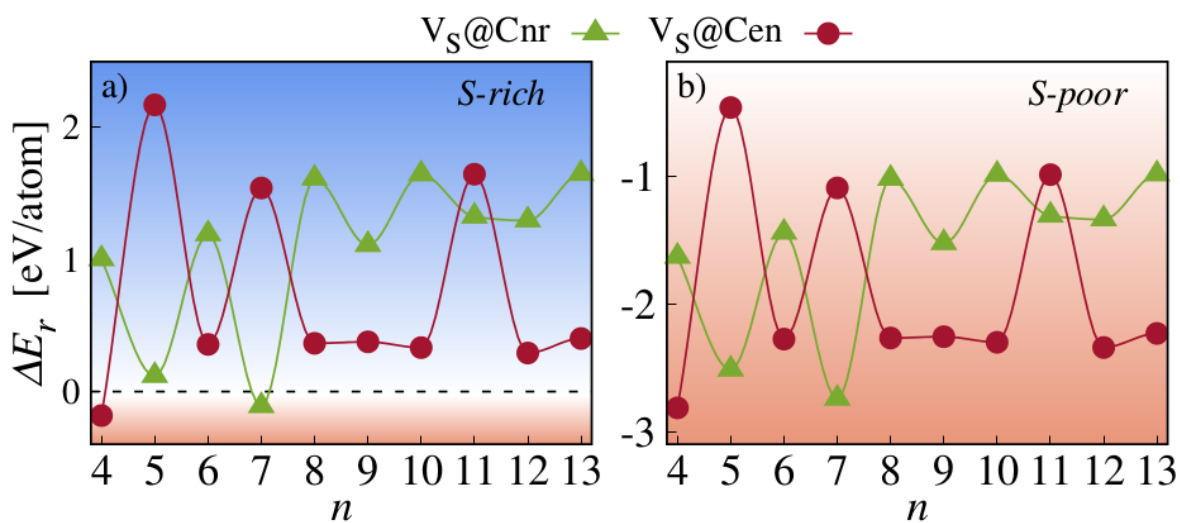 V_S@Cnr V_S@Cen
a) S-rich
b) S-poor
ΔE_r [eV/atom]
2
1
0
-1
-2
-3
4 5 6 7 8 9 10 11 12 13
4 5 6 7 8 9 10 11 12 13
n
n